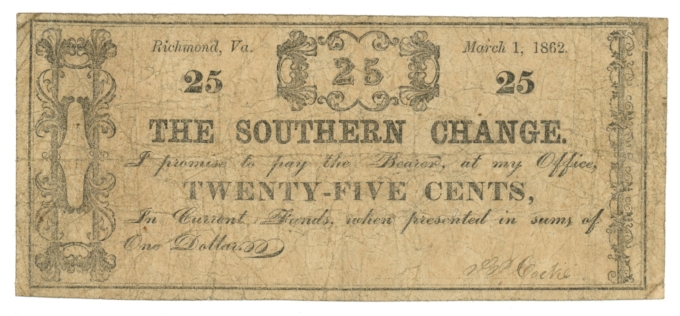 Richmond, Va. March 1, 1862.
25 25 25
THE SOUTHERN CHANGE.
I promise to pay the Bearer, at my Office,
TWENTY-FIVE CENTS,
In Current Funds, when presented in sums of
One Dollar.
Cocke